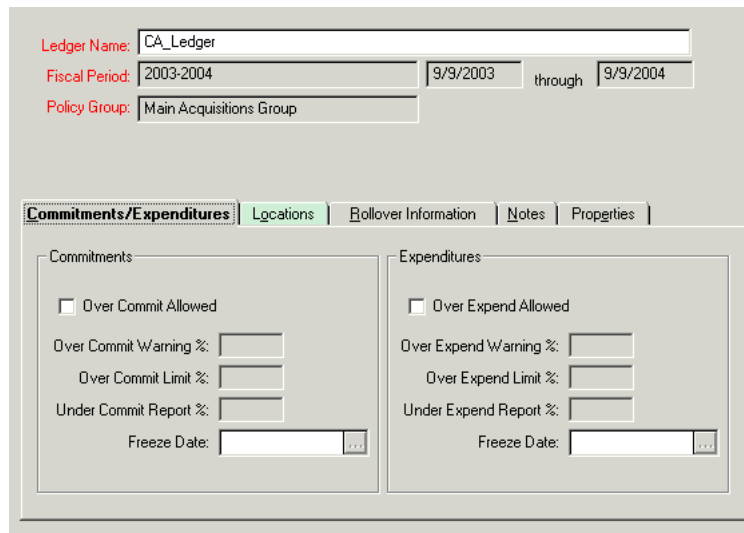 Ledger Name: CA_Ledger
Fiscal Period: 2003-2004 9/9/2003 through 9/9/2004
Policy Group: Main Acquisitions Group
Commitments/Expenditures Locations Rollover Information Notes Properties
Commitments Expenditures
Over Commit Allowed Over Expend Allowed
Over Commit Warning %: Over Expend Warning %:
Over Commit Limit %: Over Expend Limit %:
Under Commit Report %: Under Expend Report %:
Freeze Date: ... Freeze Date: ...